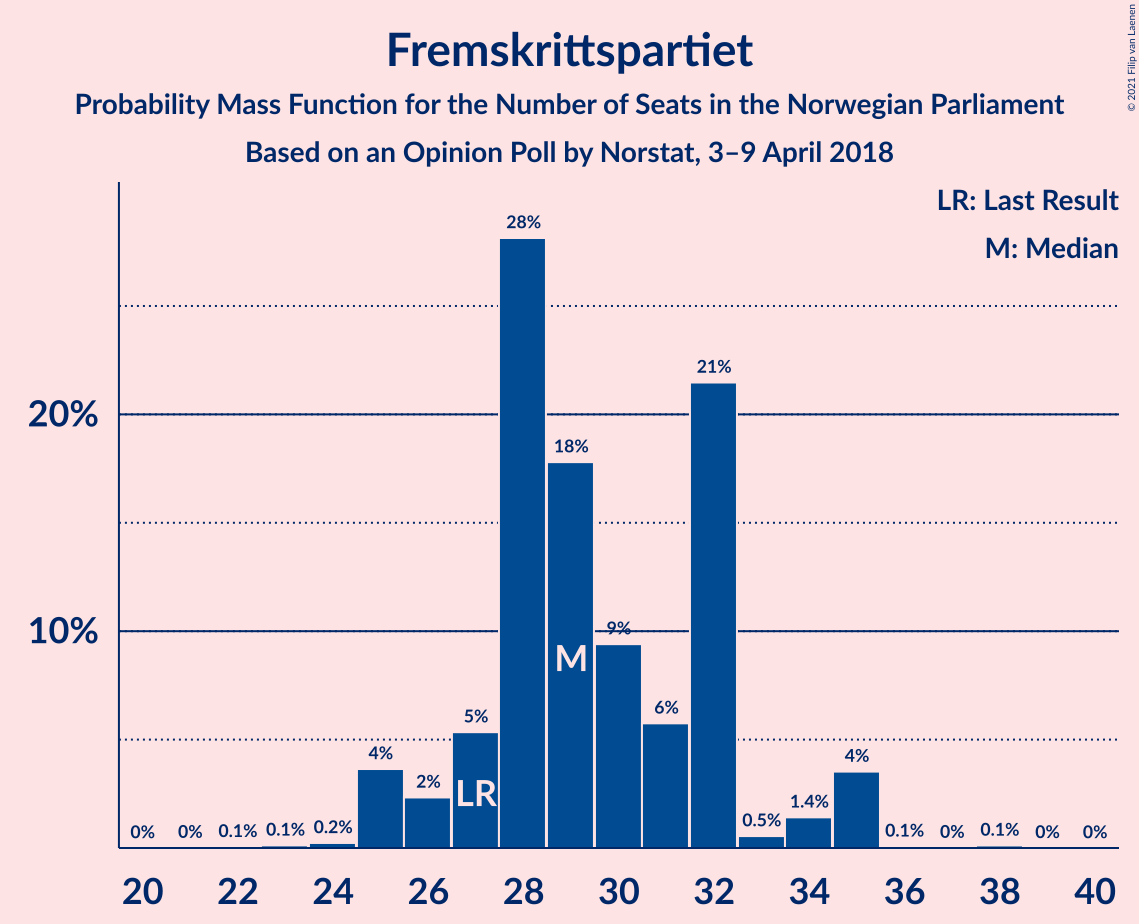 Fremskrittspartiet
Probability Mass Function for the Number of Seats in the Norwegian Parliament
Based on an Opinion Poll by Norstat, 3–9 April 2018
© 2021 Filip van Laenen
LR: Last Result
M: Median
28%
21%
20%
18%
10%
9%
M
6%
5%
4%
4%
2%
LR
1.4%
0.5%
0% 0% 0.1% 0.1% 0.2% 0.1% 0% 0.1% 0% 0%
20 22 24 26 28 30 32 34 36 38 40